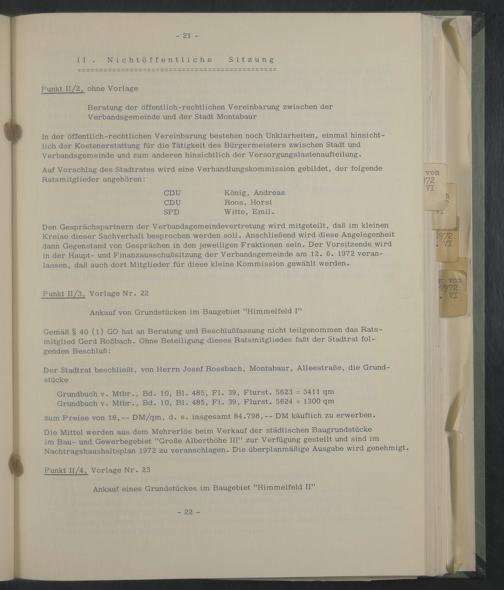 - 21 -
II. Nichtöffentliche Sitzung
Punkt II/2, ohne Vorlage
Beratung der öffentlich-rechtlichen Vereinbarung zwischen der
Verbandsgemeinde und der Stadt Montabaur
In der öffentlich-rechtlichen Vereinbarung bestehen noch Unklarheiten, einmal hinsicht-
lich der Kostenerstattung für die Tätigkeit des Bürgermeisters zwischen Stadt und
Verbandsgemeinde und zum anderen hinsichtlich der Versorgungslastenaufteilung.
Auf Vorschlag des Stadtrates wird eine Verhandlungskommission gebildet, der folgende
Ratsmitglieder angehören:
CDU König, Andreas
CDU Roos, Horst
SPD Witte, Emil.
Den Gesprächspartnern der Verbandsgemeindevertretung wird mitgeteilt, daß im kleinen
Kreise dieser Sachverhalt besprochen werden soll. Anschließend wird diese Angelegenheit
dann Gegenstand von Gesprächen in den jeweiligen Fraktionen sein. Der Vorsitzende wird
in der Haupt- und Finanzausschußsitzung der Verbandsgemeinde am 12. 6. 1972 veran-
lassen, daß auch dort Mitglieder für diese kleine Kommission gewählt werden.
Punkt II/3, Vorlage Nr. 22
Ankauf von Grundstücken im Baugebiet "Himmelfeld I"
Gemäß § 40 (1) GO hat an Beratung und Beschlußfassung nicht teilgenommen das Rats-
mitglied Gerd Roßbach. Ohne Beteiligung dieses Ratsmitgliedes faßt der Stadtrat fol-
genden Beschluß:
Der Stadtrat beschließt, von Herrn Josef Rossbach, Montabaur, Alleestraße, die Grund-
stücke
Grundbuch v. Mtbr., Bd. 10, Bl. 485, Fl. 39, Flurst. 5623 = 3411 qm
Grundbuch v. Mtbr., Bd. 10, Bl. 485, Fl. 39, Flurst. 5624 = 1300 qm
zum Preise von 18,-- DM/qm, d. s. insgesamt 84.798,-- DM käuflich zu erwerben.
Die Mittel werden aus dem Mehrerlös beim Verkauf der städtischen Baugrundstücke
im Bau- und Gewerbegebiet "Große Alberthöhe III" zur Verfügung gestellt und sind im
Nachtragshaushaltsplan 1972 zu veranschlagen. Die überplanmäßige Ausgabe wird genehmigt.
Punkt II/4, Vorlage Nr. 23
Ankauf eines Grundstückes im Baugebiet "Himmelfeld II"
- 22 -
von
972
VI
972
VI
von
1972
VI